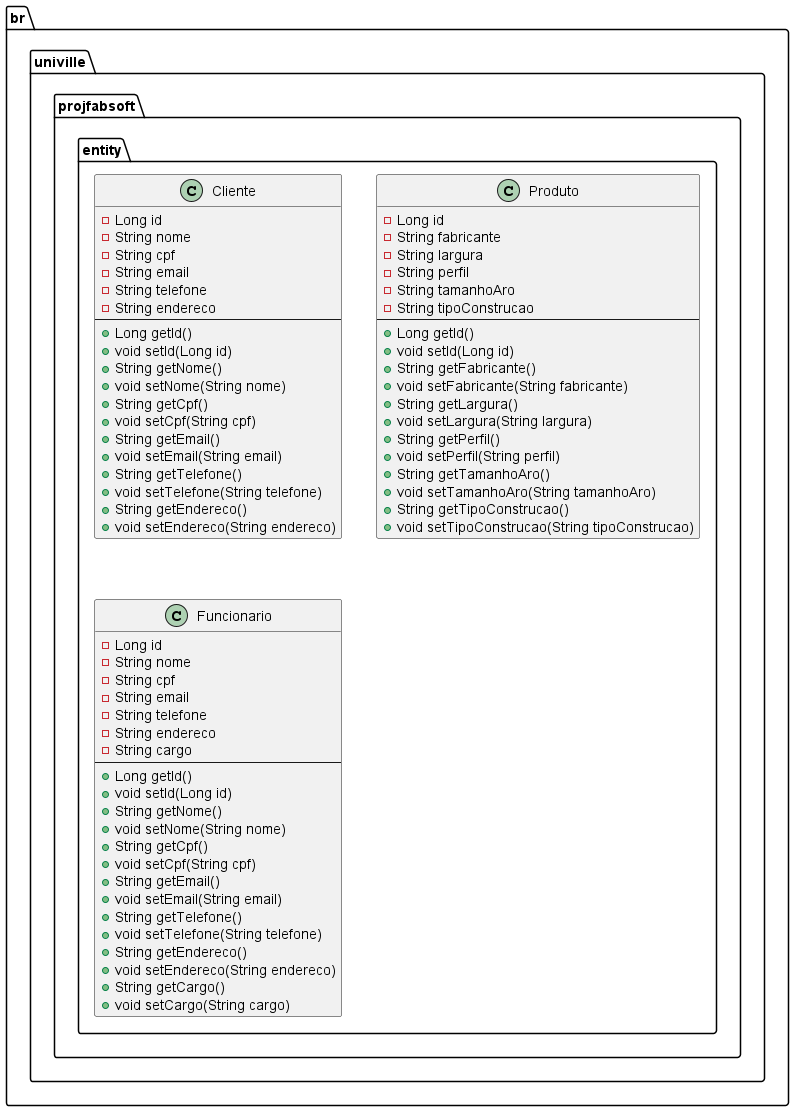 br
univille
projfabsoft
entity
C Cliente
Long id
String nome
String cpf
String email
String telefone
String endereco
Long getId()
void setId(Long id)
String getNome()
void setNome(String nome)
String getCpf()
void setCpf(String cpf)
String getEmail()
void setEmail(String email)
String getTelefone()
void setTelefone(String telefone)
String getEndereco()
void setEndereco(String endereco)
C Produto
Long id
String fabricante
String largura
String perfil
String tamanhoAro
String tipoConstrucao
Long getId()
void setId(Long id)
String getFabricante()
void setFabricante(String fabricante)
String getLargura()
void setLargura(String largura)
String getPerfil()
void setPerfil(String perfil)
String getTamanhoAro()
void setTamanhoAro(String tamanhoAro)
String getTipoConstrucao()
void setTipoConstrucao(String tipoConstrucao)
C Funcionario
Long id
String nome
String cpf
String email
String telefone
String endereco
String cargo
Long getId()
void setId(Long id)
String getNome()
void setNome(String nome)
String getCpf()
void setCpf(String cpf)
String getEmail()
void setEmail(String email)
String getTelefone()
void setTelefone(String telefone)
String getEndereco()
void setEndereco(String endereco)
String getCargo()
void setCargo(String cargo)